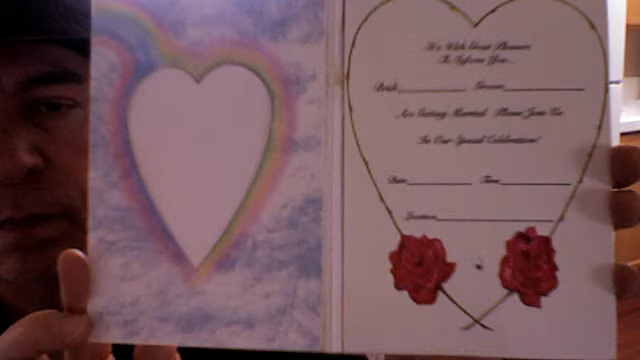 It's With Great Pleasure
To Inform You...
Bride Groom
Are Getting Married. Please Join Us
In Our Special Celebration!
Date Time
Location